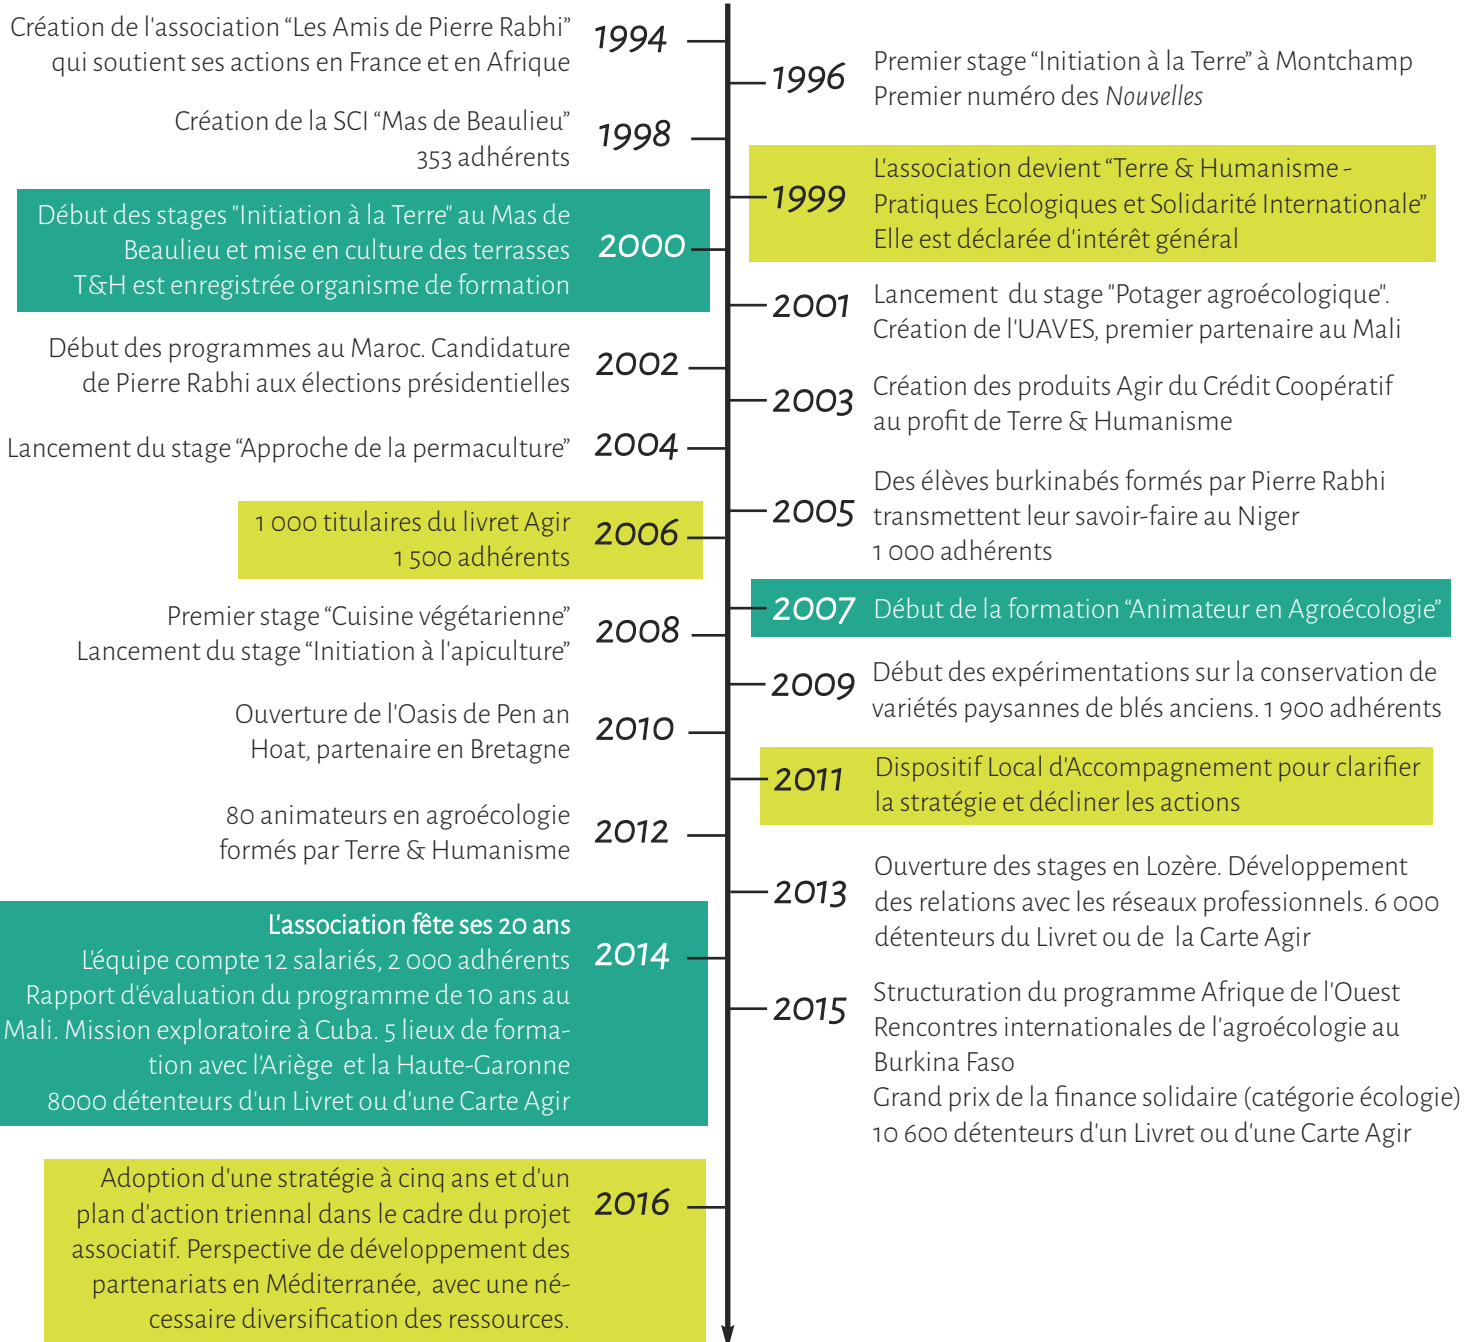 Création de l'association “Les Amis de Pierre Rabhi”
qui soutient ses actions en France et en Afrique
1994
1996
Premier stage “Initiation à la Terre” à Montchamp
Premier numéro des Nouvelles
Création de la SCI “Mas de Beaulieu”
353 adhérents
1998
1999
L'association devient “Terre & Humanisme -
Pratiques Ecologiques et Solidarité Internationale”
Elle est déclarée d'intérêt général
Début des stages "Initiation à la Terre" au Mas de
Beaulieu et mise en culture des terrasses
T&H est enregistrée organisme de formation
2000
2001
Lancement du stage "Potager agroécologique".
Création de l'UAVES, premier partenaire au Mali
Début des programmes au Maroc. Candidature
de Pierre Rabhi aux élections présidentielles
2002
2003
Création des produits Agir du Crédit Coopératif
au profit de Terre & Humanisme
Lancement du stage “Approche de la permaculture”
2004
2005
Des élèves burkinabés formés par Pierre Rabhi
transmettent leur savoir-faire au Niger
1 000 adhérents
1 000 titulaires du livret Agir
1 500 adhérents
2006
2007
Début de la formation “Animateur en Agroécologie”
Premier stage “Cuisine végétarienne”
Lancement du stage “Initiation à l'apiculture”
2008
2009
Début des expérimentations sur la conservation de
variétés paysannes de blés anciens. 1 900 adhérents
Ouverture de l'Oasis de Pen an
Hoat, partenaire en Bretagne
2010
2011
Dispositif Local d'Accompagnement pour clarifier
la stratégie et décliner les actions
80 animateurs en agroécologie
formés par Terre & Humanisme
2012
2013
Ouverture des stages en Lozère. Développement
des relations avec les réseaux professionnels. 6 000
détenteurs du Livret ou de la Carte Agir
L'association fête ses 20 ans
L'équipe compte 12 salariés, 2 000 adhérents
Rapport d'évaluation du programme de 10 ans au
Mali. Mission exploratoire à Cuba. 5 lieux de forma-
tion avec l'Ariège et la Haute-Garonne
8000 détenteurs d'un Livret ou d'une Carte Agir
2014
2015
Structuration du programme Afrique de l'Ouest
Rencontres internationales de l'agroécologie au
Burkina Faso
Grand prix de la finance solidaire (catégorie écologie)
10 600 détenteurs d'un Livret ou d'une Carte Agir
Adoption d'une stratégie à cinq ans et d'un
plan d'action triennal dans le cadre du projet
associatif. Perspective de développement des
partenariats en Méditerranée, avec une né-
cessaire diversification des ressources.
2016